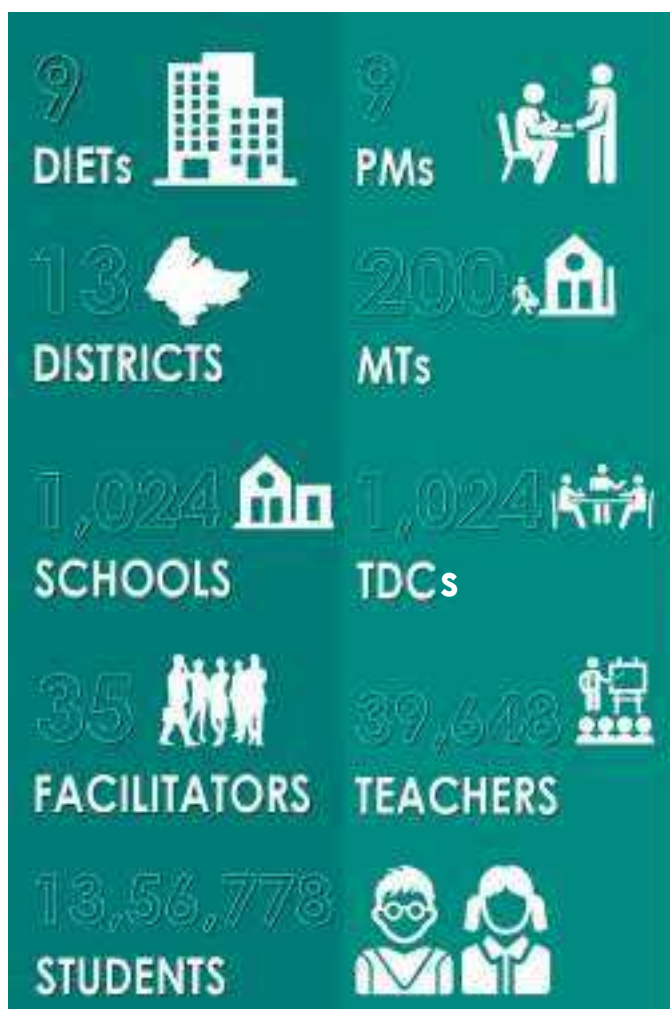 9
DIETs
9
PMs
13
DISTRICTS
200
MTs
1,024
SCHOOLS
1,024
TDCs
35
FACILITATORS
39,648
TEACHERS
13,56,778
STUDENTS